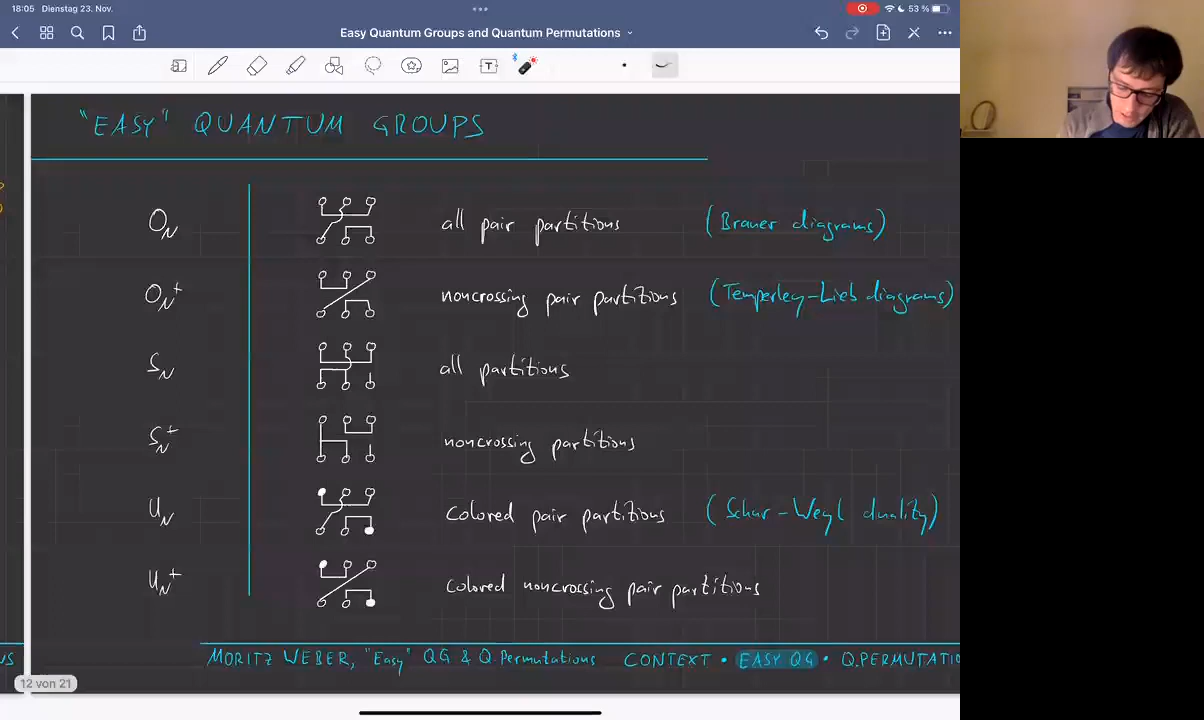 18:05 Dienstag 23. Nov.
53 %
Easy Quantum Groups and Quantum Permutations
"EASY" QUANTUM GROUPS
O_N all pair partitions (Brauer diagrams)
O_N^+ noncrossing pair partitions (Temperley-Lieb diagrams)
S_N all partitions
S_N^+ noncrossing partitions
U_N colored pair partitions (Schur-Weyl duality)
U_N^+ colored noncrossing pair partitions
MORITZ WEBER, "Easy" QG & Q.Permutations CONTEXT • EASY QG • Q.PERMUTATIO
12 von 21